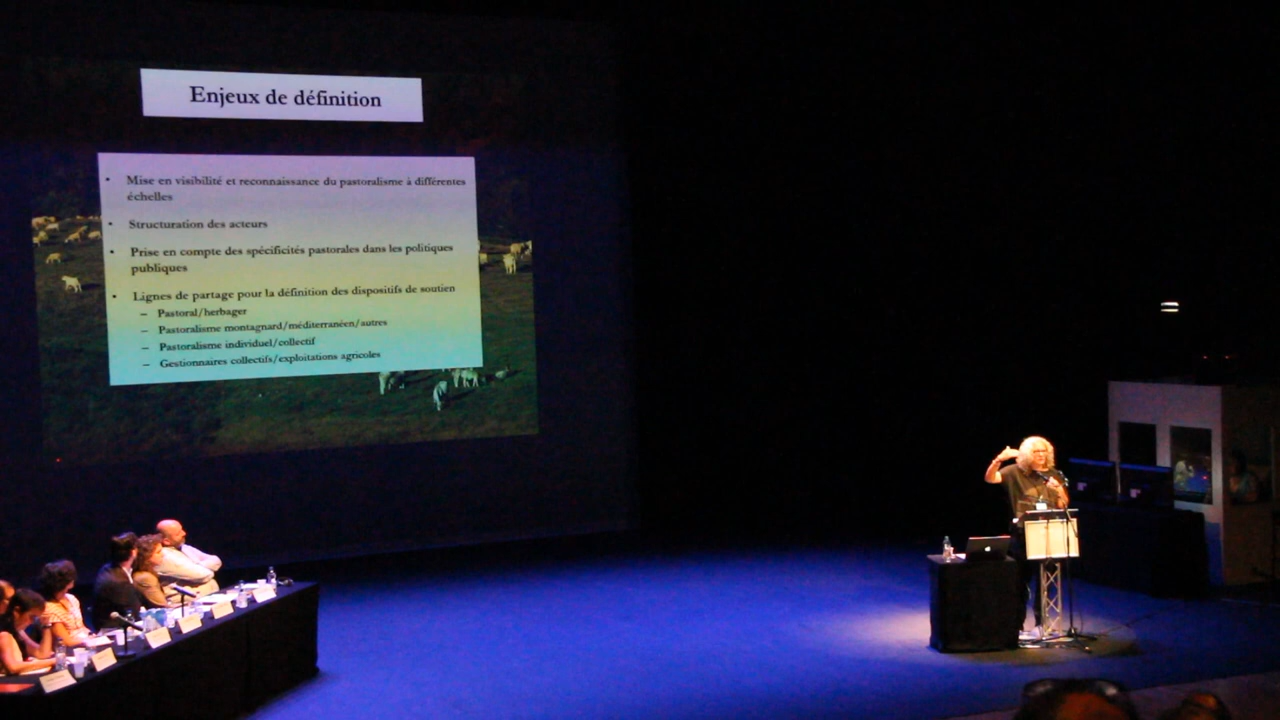 Enjeux de définition
• Mise en visibilité et reconnaissance du pastoralisme à différentes
échelles
• Structuration des acteurs
• Prise en compte des spécificités pastorales dans les politiques
publiques
• Lignes de partage pour la définition des dispositifs de soutien
– Pastoral/herbager
– Pastoralisme montagnard/méditerranéen/autres
– Pastoralisme individuel/collectif
– Gestionnaires collectifs/exploitations agricoles